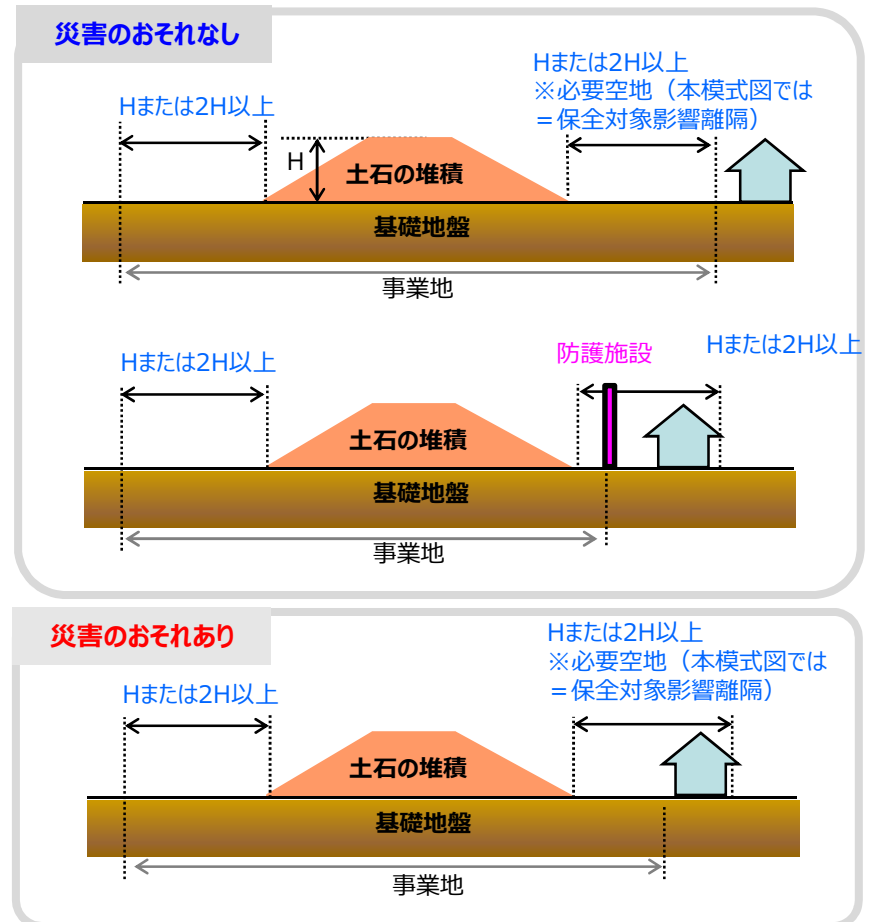 災害のおそれなし
Hまたは2H以上
Hまたは2H以上
※必要空地（本模式図では
＝保全対象影響離隔）
H
土石の堆積
基礎地盤
事業地
Hまたは2H以上
防護施設
Hまたは2H以上
土石の堆積
基礎地盤
事業地
災害のおそれあり
Hまたは2H以上
Hまたは2H以上
※必要空地（本模式図では
＝保全対象影響離隔）
土石の堆積
基礎地盤
事業地